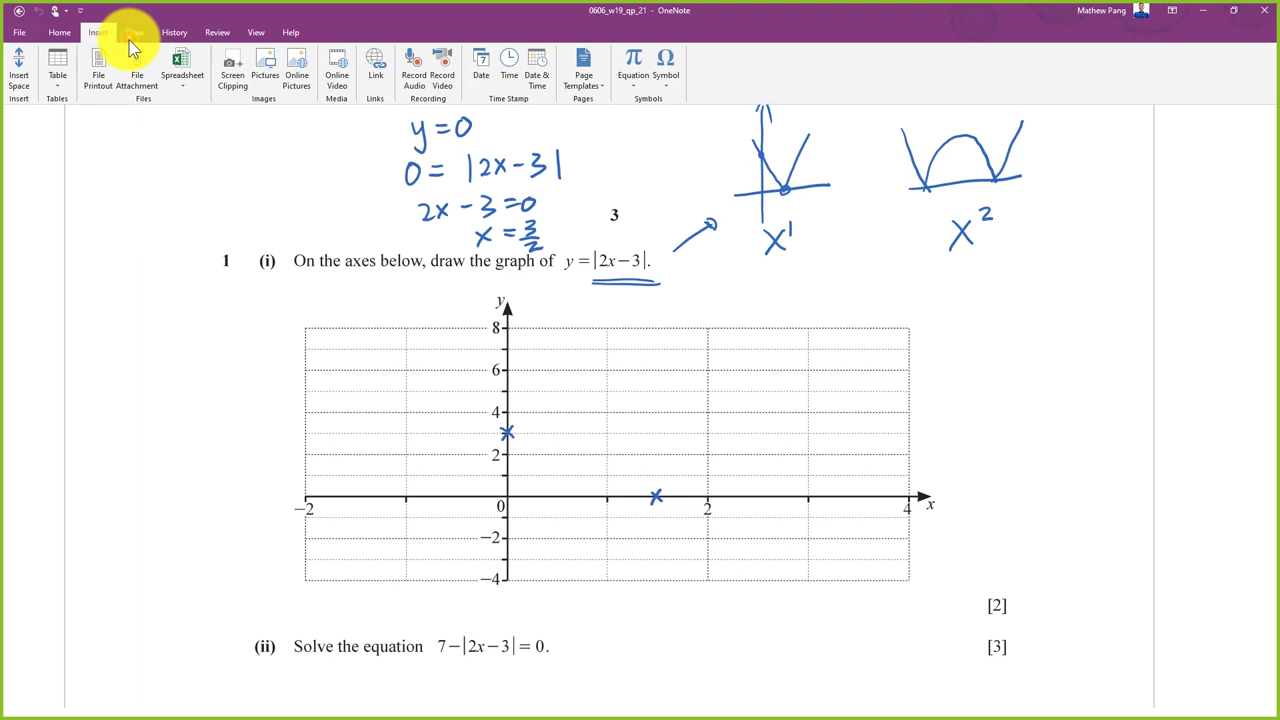 0606_w19_qp_21 - OneNote
Mathew Pang
File Home Insert History Review View Help
Insert Space
Table
File Printout
File Attachment
Spreadsheet
Screen Clipping
Pictures
Online Pictures
Online Video
Link
Record Audio
Record Video
Date
Time
Date & Time
Page Templates
Equation
Symbol
Insert Tables Files Images Media Links Recording Time Stamp Pages Symbols
y = 0
0 = |2x - 3|
2x - 3 = 0
x = 3/2
x¹
x²
3
1 (i) On the axes below, draw the graph of y = |2x − 3|.
y
8
6
4
2
−2 0 2 4 x
−2
−4
[2]
(ii) Solve the equation 7 − |2x − 3| = 0. [3]